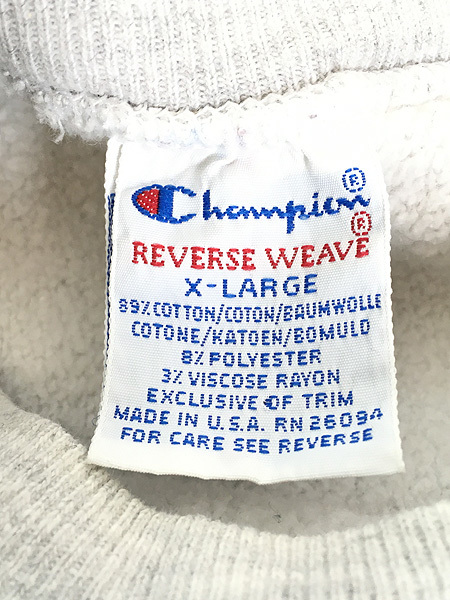 Champion®
REVERSE WEAVE®
X-LARGE
89% COTTON/COTON/BAUMWOLLE
COTONE/KATOEN/BOMULD
8% POLYESTER
3% VISCOSE RAYON
EXCLUSIVE OF TRIM
MADE IN U.S.A. RN 26094
FOR CARE SEE REVERSE